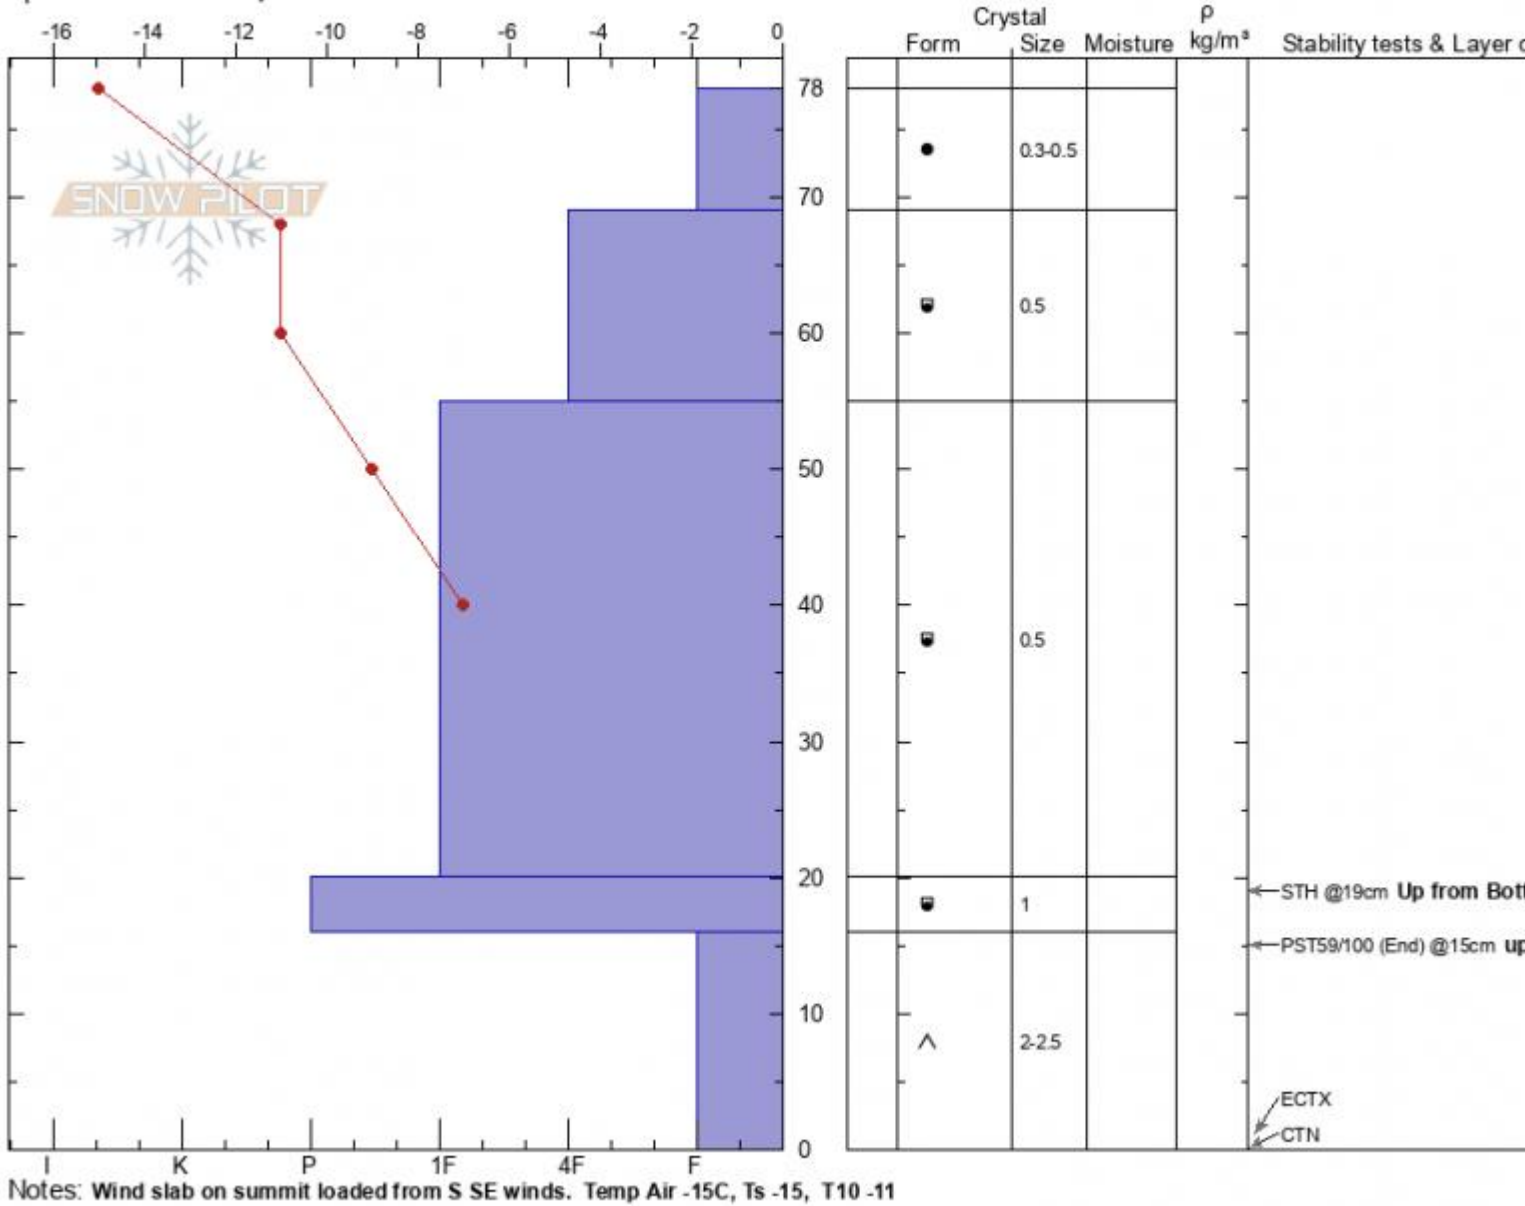 Crystal
ρ
-16 -14 -12 -10 -8 -6 -4 -2 0
Form Size Moisture kg/m³ Stability tests & Layer
78
0.3-0.5
SNOW PILOT
70
0.5
60
50
40
0.5
30
20
STH @19cm Up from
1
PST59/100 (End) @15cm up
10
2-2.5
ECTX
CTN
0
I K P 1F 4F F
Notes: Wind slab on summit loaded from S SE winds. Temp Air -15C, Ts -15, T10 -11